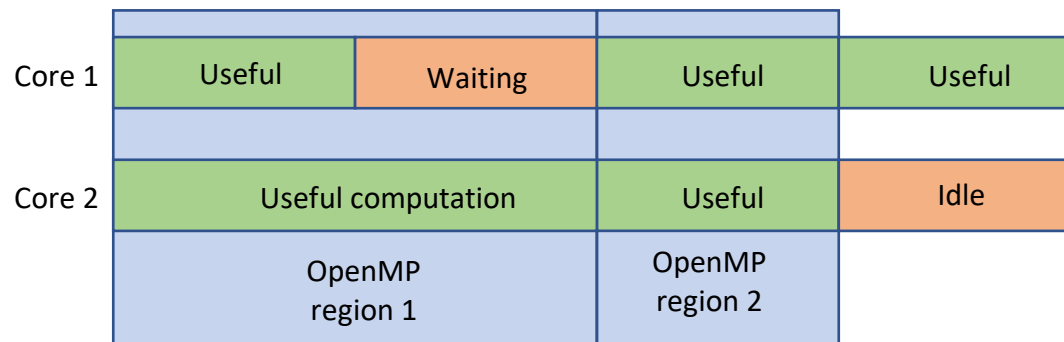 Core 1 Useful Waiting Useful Useful
Core 2 Useful computation Useful Idle
OpenMP
region 1
OpenMP
region 2